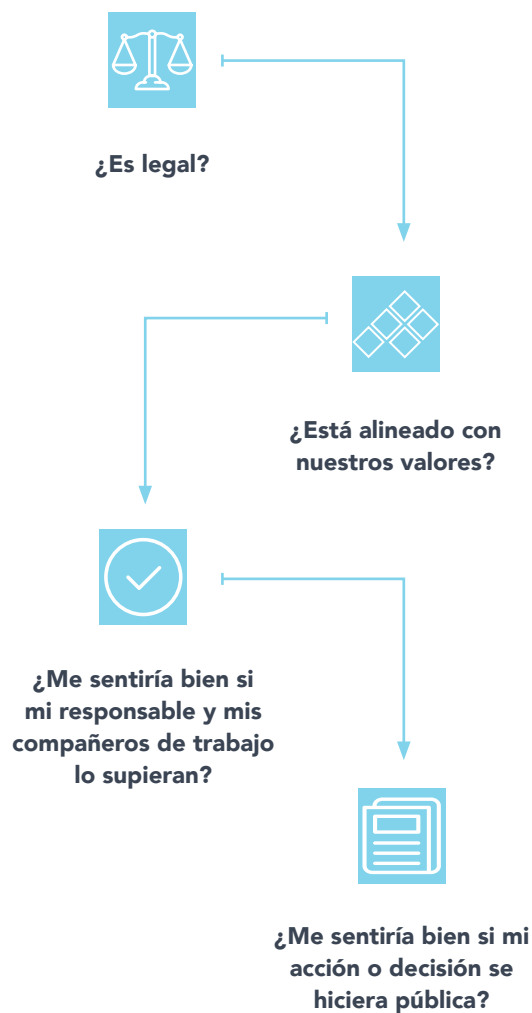 ¿Es legal?
¿Está alineado con
nuestros valores?
¿Me sentiría bien si
mi responsable y mis
compañeros de trabajo
lo supieran?
¿Me sentiría bien si mi
acción o decisión se
hiciera pública?